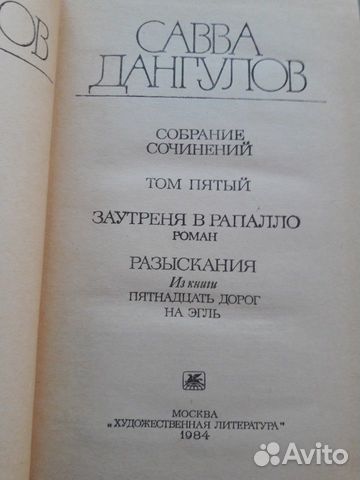 ОВ
САВВА
ДАНГУЛОВ
СОБРАНИЕ
СОЧИНЕНИЙ
ТОМ ПЯТЫЙ
ЗАУТРЕНЯ В РАПАЛЛО
РОМАН
РАЗЫСКАНИЯ
Из книги
ПЯТНАДЦАТЬ ДОРОГ
НА ЭГЛЬ
МОСКВА
„ХУДОЖЕСТВЕННАЯ ЛИТЕРАТУРА"
1984
Avito